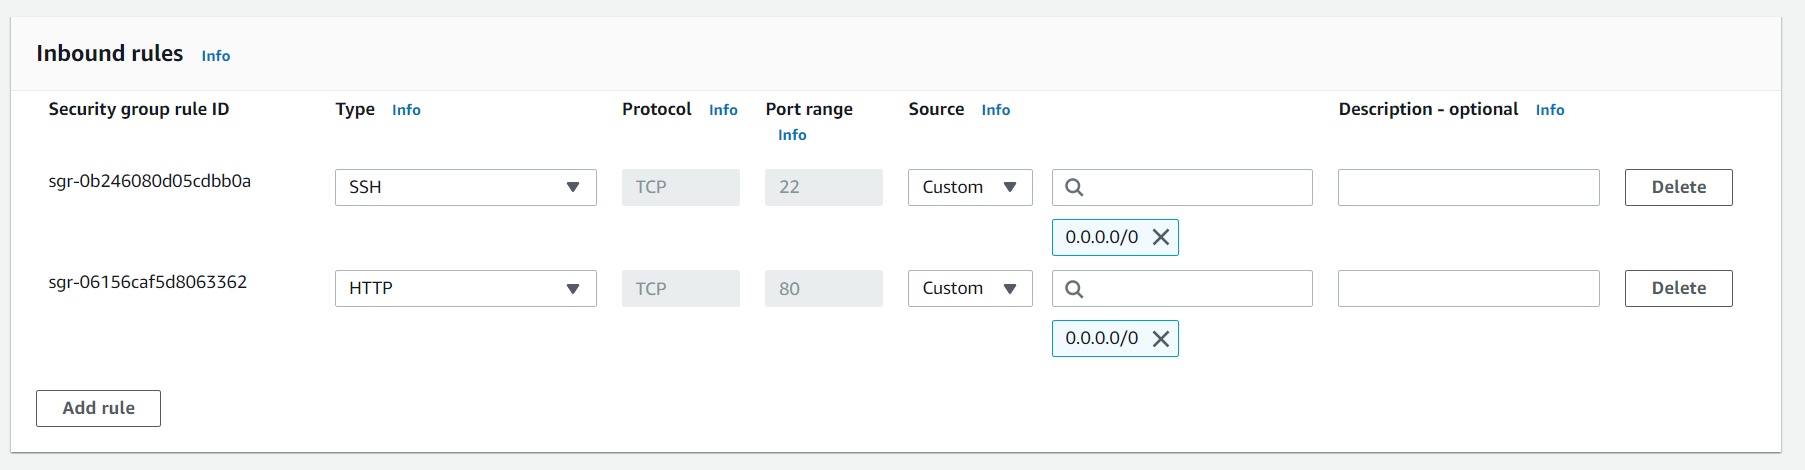 Inbound rules Info
Security group rule ID Type Info Protocol Info Port range Info Source Info Description - optional Info
sgr-0b246080d05cdbb0a SSH TCP 22 Custom Delete
0.0.0.0/0
sgr-06156caf5d8063362 HTTP TCP 80 Custom Delete
0.0.0.0/0
Add rule